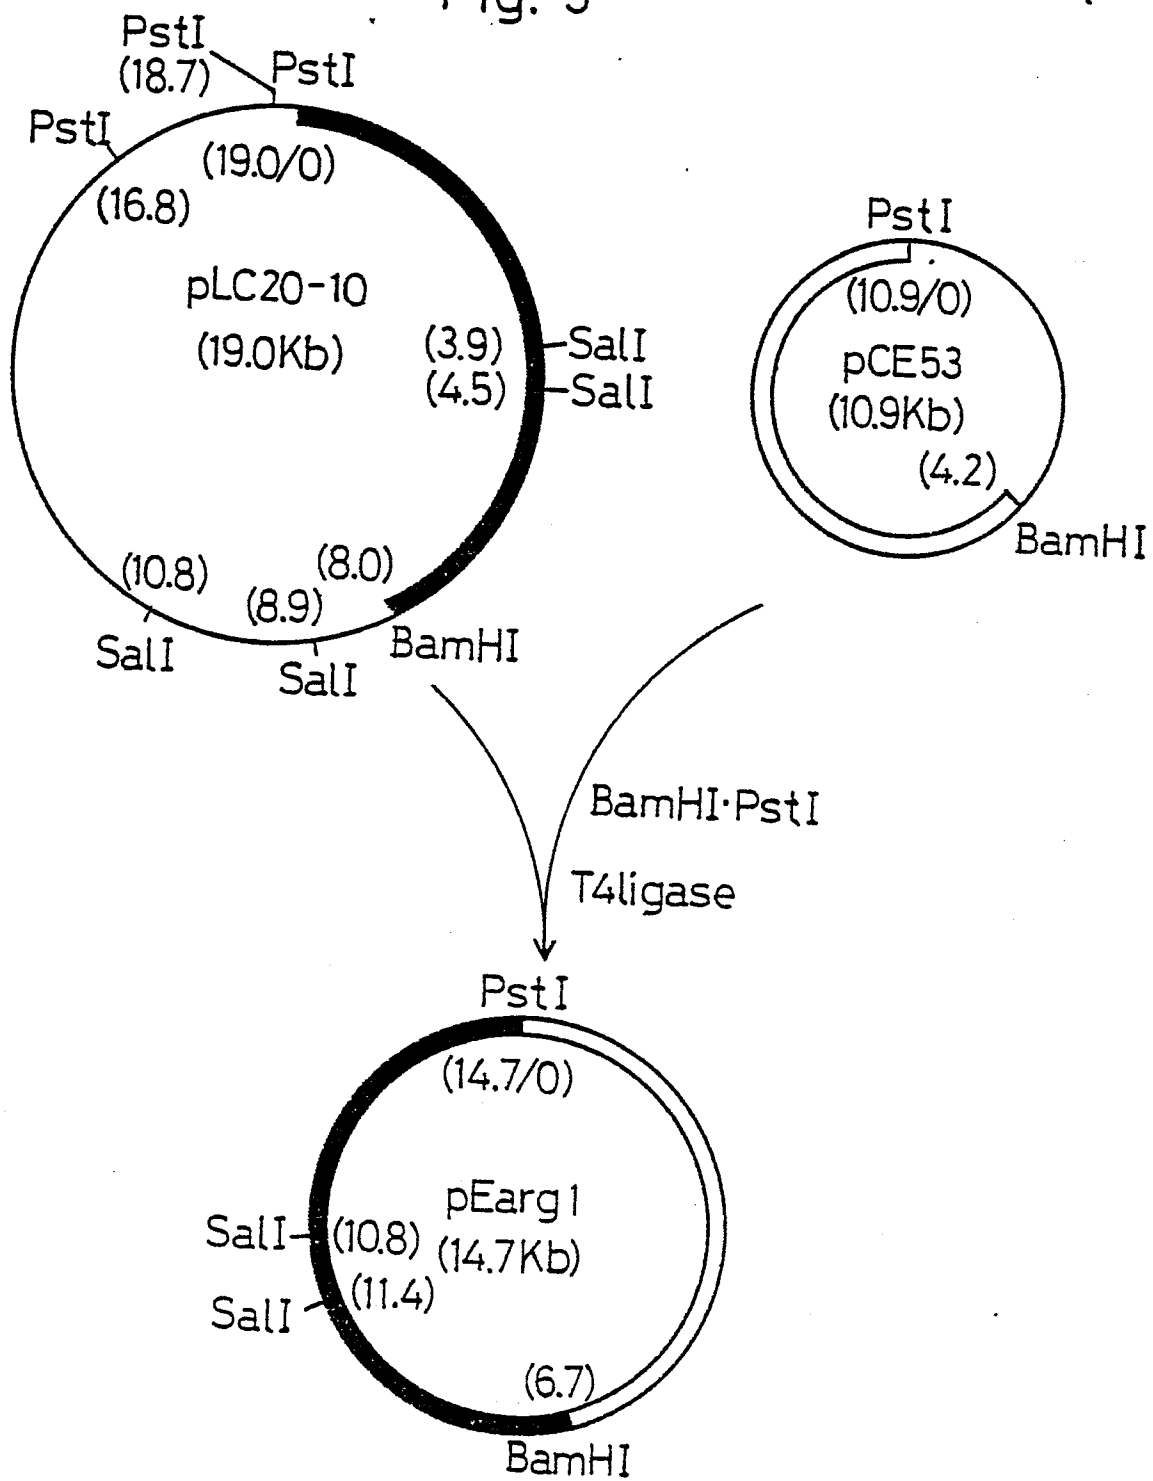 Fig. 5
PstI
(18.7)
PstI
PstI
(19.0/0)
(16.8)
pLC20-10
(19.0Kb)
(3.9)
SalI
(4.5)
SalI
(10.8)
(8.9)
(8.0)
SalI
SalI
BamHI
PstI
(10.9/0)
pCE53
(10.9Kb)
(4.2)
BamHI
BamHI·PstI
T4ligase
PstI
(14.7/0)
pEarg1
(14.7Kb)
SalI
(10.8)
SalI
(11.4)
(6.7)
BamHI